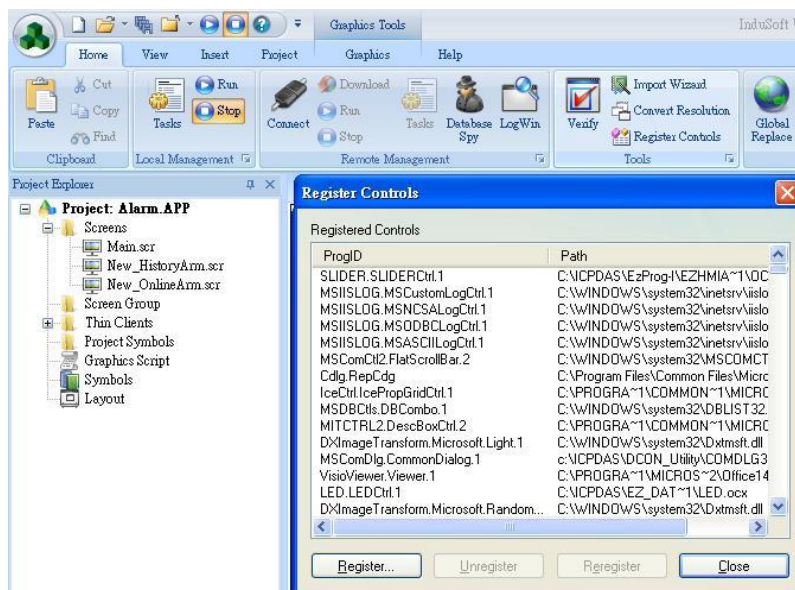 Graphics Tools
InduSoft
Home View Insert Project Graphics Help
Paste
Cut
Copy
Find
Clipboard
Tasks
Run
Stop
Local Management
Connect
Download
Run
Stop
Tasks
Database Spy
LogWin
Remote Management
Verify
Import Wizard
Convert Resolution
Register Controls
Tools
Global Replace
Project Explorer
Project: Alarm.APP
Screens
Main.scr
New_HistoryArm.scr
New_OnlineArm.scr
Screen Group
Thin Clients
Project Symbols
Graphics Script
Symbols
Layout
Register Controls
Registered Controls
ProgID Path
SLIDER.SLIDERCtrl.1 C:\ICPDAS\EzProg-I\EZHMIA~1\OC
MSIISLOG.MSCustomLogCtrl.1 C:\WINDOWS\system32\inetsrv\iislo
MSIISLOG.MSNCSALogCtrl.1 C:\WINDOWS\system32\inetsrv\iislo
MSIISLOG.MSODBCLogCtrl.1 C:\WINDOWS\system32\inetsrv\iislo
MSIISLOG.MSASCIILogCtrl.1 C:\WINDOWS\system32\inetsrv\iislo
MSComCtl2.FlatScrollBar.2 C:\WINDOWS\system32\MSCOMCT
Cdlg.RepCdg C:\Program Files\Common Files\Micro
IceCtrl.IcePropGridCtrl.1 C:\PROGRA~1\COMMON~1\MICRO
MSDBCtls.DBCombo.1 C:\WINDOWS\system32\DBLIST32.
MITCTRL2.DescBoxCtrl.2 C:\PROGRA~1\COMMON~1\MICRO
DXImageTransform.Microsoft.Light.1 C:\WINDOWS\system32\Dxtmsft.dll
MSComDlg.CommonDialog.1 c:\ICPDAS\DCON_Utility\COMDLG3
VisioViewer.Viewer.1 C:\PROGRA~1\MICROS~2\Office14
LED.LEDCtrl.1 C:\ICPDAS\EZ_DAT~1\LED.ocx
DXImageTransform.Microsoft.Random... C:\WINDOWS\system32\Dxtmsft.dll
Register... Unregister Reregister Close